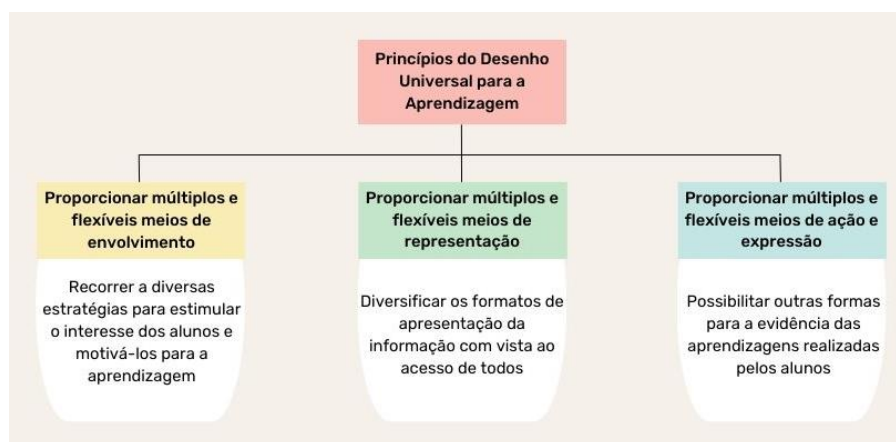 Princípios do Desenho
Universal para a
Aprendizagem
Proporcionar múltiplos e
flexíveis meios de
envolvimento
Recorrer a diversas
estratégias para estimular
o interesse dos alunos e
motivá-los para a
aprendizagem
Proporcionar múltiplos e
flexíveis meios de
representação
Diversificar os formatos de
apresentação da
informação com vista ao
acesso de todos
Proporcionar múltiplos e
flexíveis meios de ação e
expressão
Possibilitar outras formas
para a evidência das
aprendizagens realizadas
pelos alunos